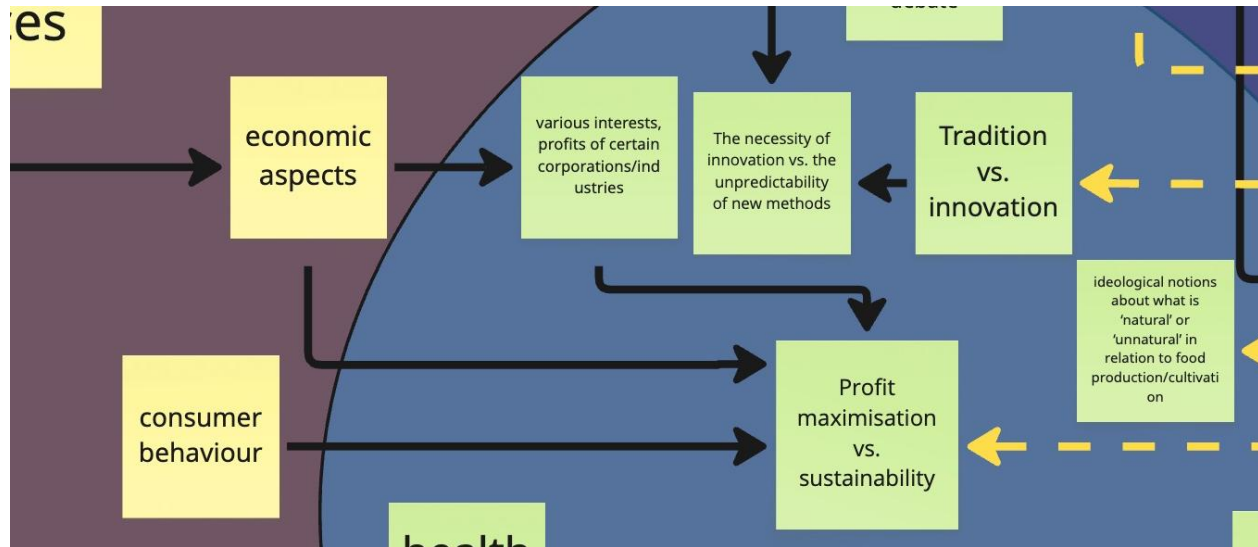 debate
economic
aspects
various interests,
profits of certain
corporations/ind
ustries
The necessity of
innovation vs. the
unpredictability
of new methods
Tradition
vs.
innovation
ideological notions
about what is
‘natural’ or
‘unnatural’ in
relation to food
production/cultivati
on
consumer
behaviour
Profit
maximisation
vs.
sustainability
health